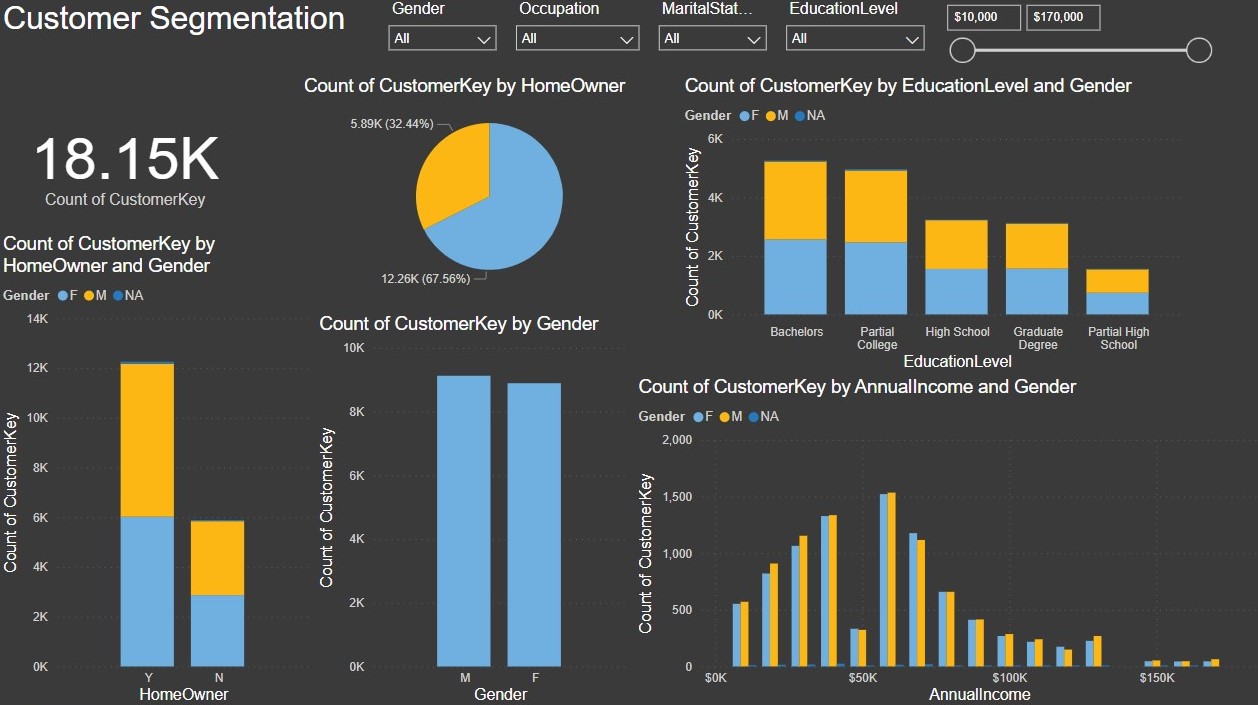 Customer Segmentation
Gender
Occupation
MaritalStat...
EducationLevel
All
All
All
All
$10,000
$170,000
18.15K
Count of CustomerKey
Count of CustomerKey by HomeOwner
5.89K (32.44%)
12.26K (67.56%)
Count of CustomerKey by EducationLevel and Gender
Gender F M NA
Count of CustomerKey
6K
4K
2K
0K
Bachelors
Partial
College
High School
Graduate
Degree
Partial High
School
EducationLevel
Count of CustomerKey by
HomeOwner and Gender
Gender F M NA
Count of CustomerKey
14K
12K
10K
8K
6K
4K
2K
0K
Y
N
HomeOwner
Count of CustomerKey by Gender
Count of CustomerKey
10K
8K
6K
4K
2K
0K
M
F
Gender
Count of CustomerKey by AnnualIncome and Gender
Gender F M NA
Count of CustomerKey
2,000
1,500
1,000
500
0
$0K
$50K
$100K
$150K
AnnualIncome